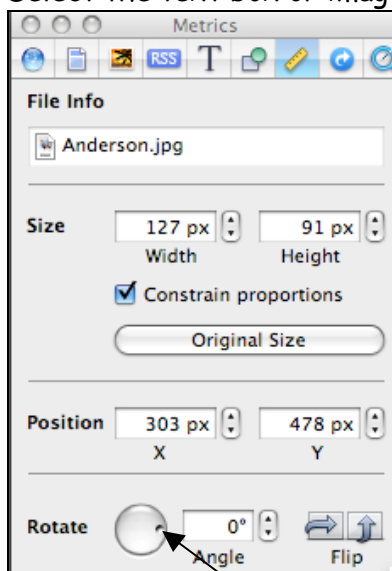 Metrics
RSS T
File Info
Anderson.jpg
Size 127 px 91 px
Width Height
Constrain proportions
Original Size
Position 303 px 478 px
X Y
Rotate 0°
Angle Flip